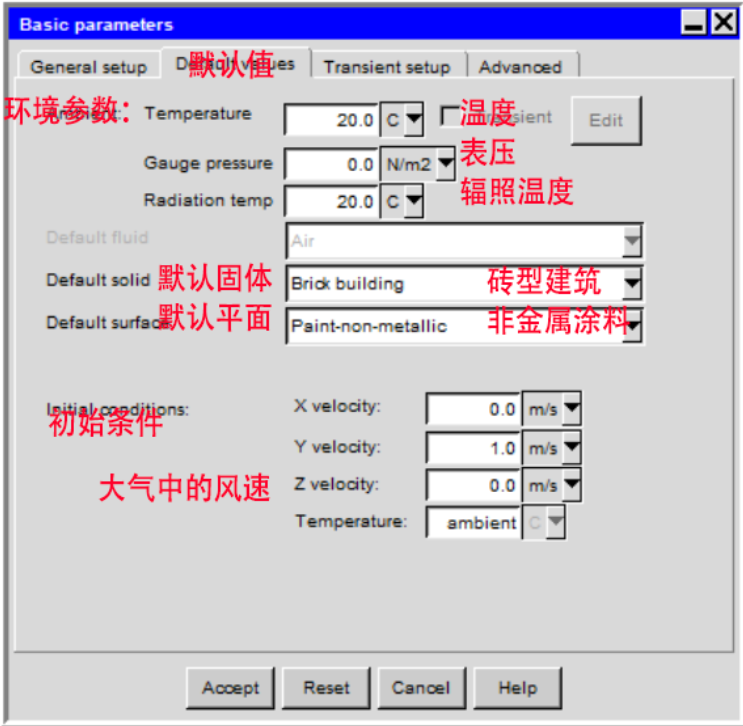 Basic parameters
General setup Default values 默认值 Transient setup Advanced
环境参数: Ambient: Temperature 20.0 C Transient 温度 Edit
Gauge pressure 0.0 N/m2 表压
Radiation temp 20.0 C 辐照温度
Default fluid Air
Default solid 默认固体 Brick building 砖型建筑
Default surface 默认平面 Paint-non-metallic 非金属涂料
Initial conditions: 初始条件 X velocity: 0.0 m/s
Y velocity: 1.0 m/s
大气中的风速 Z velocity: 0.0 m/s
Temperature: ambient C
Accept Reset Cancel Help